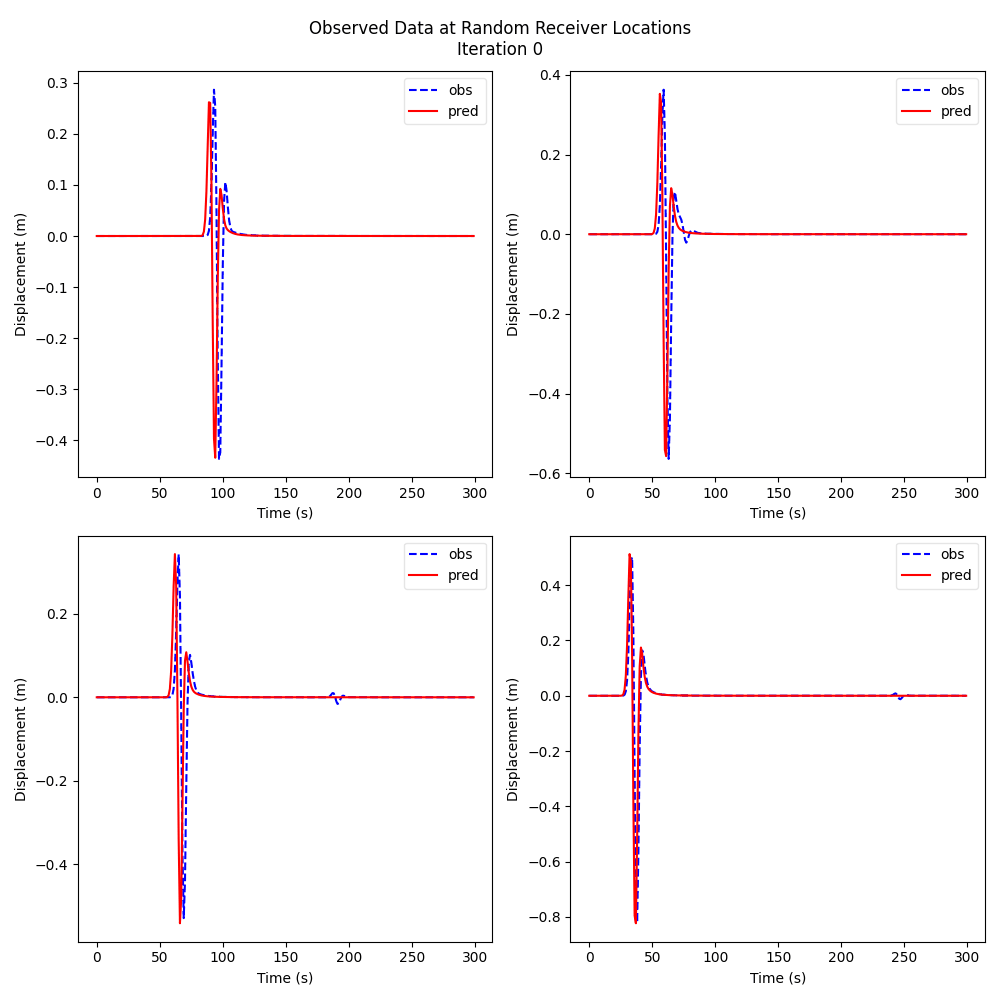 Observed Data at Random Receiver Locations
Iteration 0
0.3
0.2
0.1
0.0
−0.1
−0.2
−0.3
−0.4
Displacement (m)
obs
pred
0 50 100 150 200 250 300
Time (s)
0.4
0.2
0.0
−0.2
−0.4
−0.6
Displacement (m)
obs
pred
0 50 100 150 200 250 300
Time (s)
0.2
0.0
−0.2
−0.4
Displacement (m)
obs
pred
0 50 100 150 200 250 300
Time (s)
0.4
0.2
0.0
−0.2
−0.4
−0.6
−0.8
Displacement (m)
obs
pred
0 50 100 150 200 250 300
Time (s)